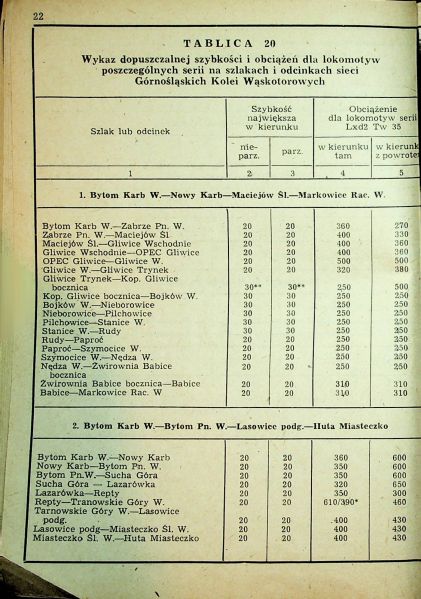 22
TABLICA 20
Wykaz dopuszczalnej szybkości i obciążeń dla lokomotyw
poszczególnych serii na szlakach i odcinkach sieci
Górnośląskich Kolei Wąskotorowych
Szlak lub odcinek
Szybkość
największa
w kierunku
Obciążenie
dla lokomotyw serii
Lxd2 Tw 35
nie-
parz.
parz.
w kierunku
tam
w kierunk
z powrote
1 2 3 4 5
1. Bytom Karb W.—Nowy Karb—Maciejów Śl.—Markowice Rac. W.
Bytom Karb W.—Zabrze Pn. W. 20 20 360 270
Zabrze Pn. W.—Maciejów Śl. 20 20 400 330
Maciejów Śl.—Gliwice Wschodnie 20 20 400 360
Gliwice Wschodnie—OPEC Gliwice 20 20 400 360
OPEC Gliwice—Gliwice W. 20 20 500 500
Gliwice W.—Gliwice Trynek 20 20 320 380
Gliwice Trynek—Kop. Gliwice
bocznica 30** 30** 250 500
Kop. Gliwice bocznica—Bojków W. 30 30 250 250
Bojków W.—Nieborowice 30 30 250 250
Nieborowice—Pilchowice 30 30 250 250
Pilchowice—Stanice W. 30 30 250 250
Stanice W.—Rudy 30 30 250 250
Rudy—Paproć 20 20 250 250
Paproć—Szymocice W. 20 20 250 250
Szymocice W.—Nędza W. 20 20 250 250
Nędza W.—Żwirownia Babice 20 20 250 250
bocznica
Żwirownia Babice bocznica—Babice 20 20 310 310
Babice—Markowice Rac. W 20 20 310 310
2. Bytom Karb W.—Bytom Pn. W.—Lasowice podg.—Huta Miasteczko
Bytom Karb W.—Nowy Karb 20 20 360 600
Nowy Karb—Bytom Pn. W. 20 20 350 600
Bytom Pn.W.—Sucha Góra 20 20 350 600
Sucha Góra — Lazarówka 20 20 320 650
Lazarówka—Repty 20 20 350 300
Repty—Tranowskie Góry W. 20 20 610/390* 460
Tarnowskie Góry W.—Lasowice
podg. 20 20 400 430
Lasowice podg—Miasteczko Śl. W. 20 20 400 430
Miasteczko Śl. W.—Huta Miasteczko 20 20 400 430